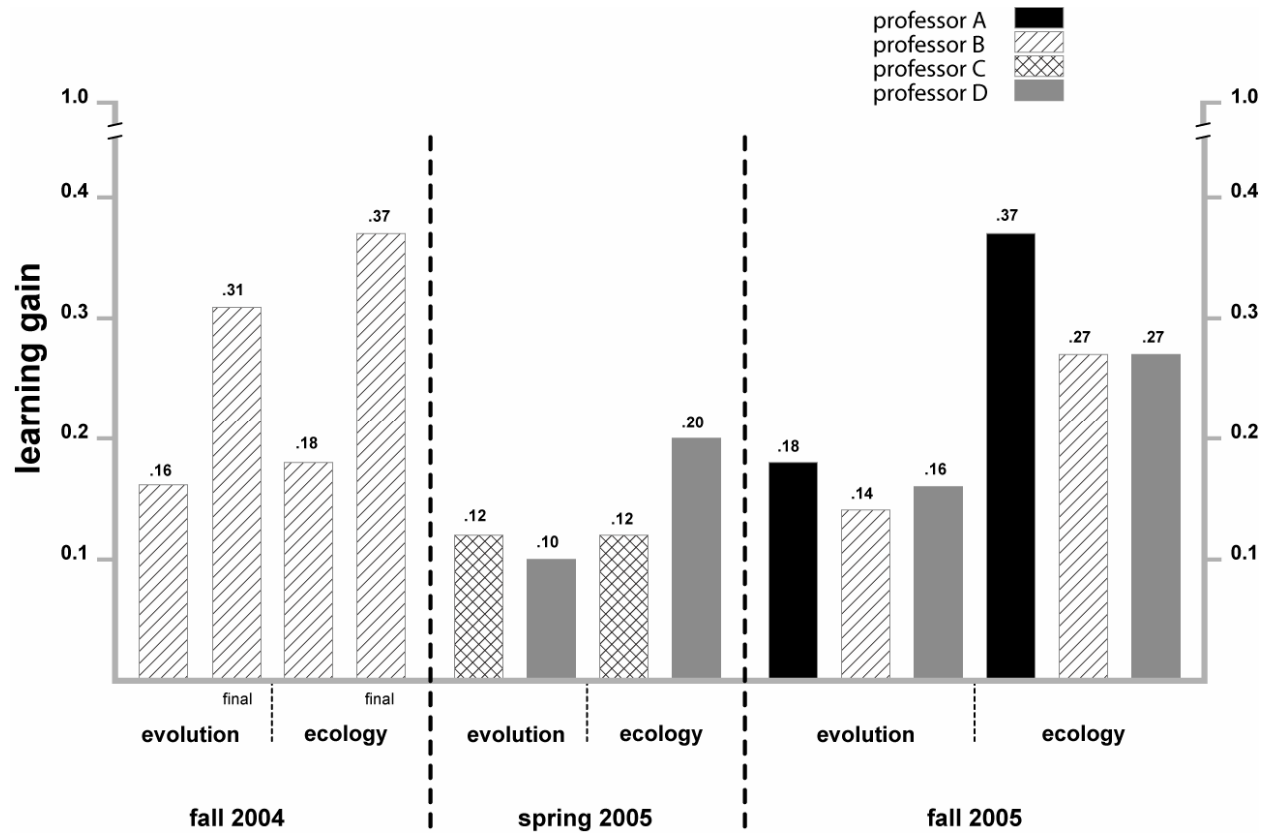 professor A
professor B
professor C
professor D
1.0 1.0
0.4 0.4
0.3 0.3
0.2 0.2
0.1 0.1
learning gain
.16 .31 .18 .37
.12 .10 .12 .20
.18 .14 .16 .37 .27 .27
final final
evolution ecology evolution ecology evolution ecology
fall 2004 spring 2005 fall 2005